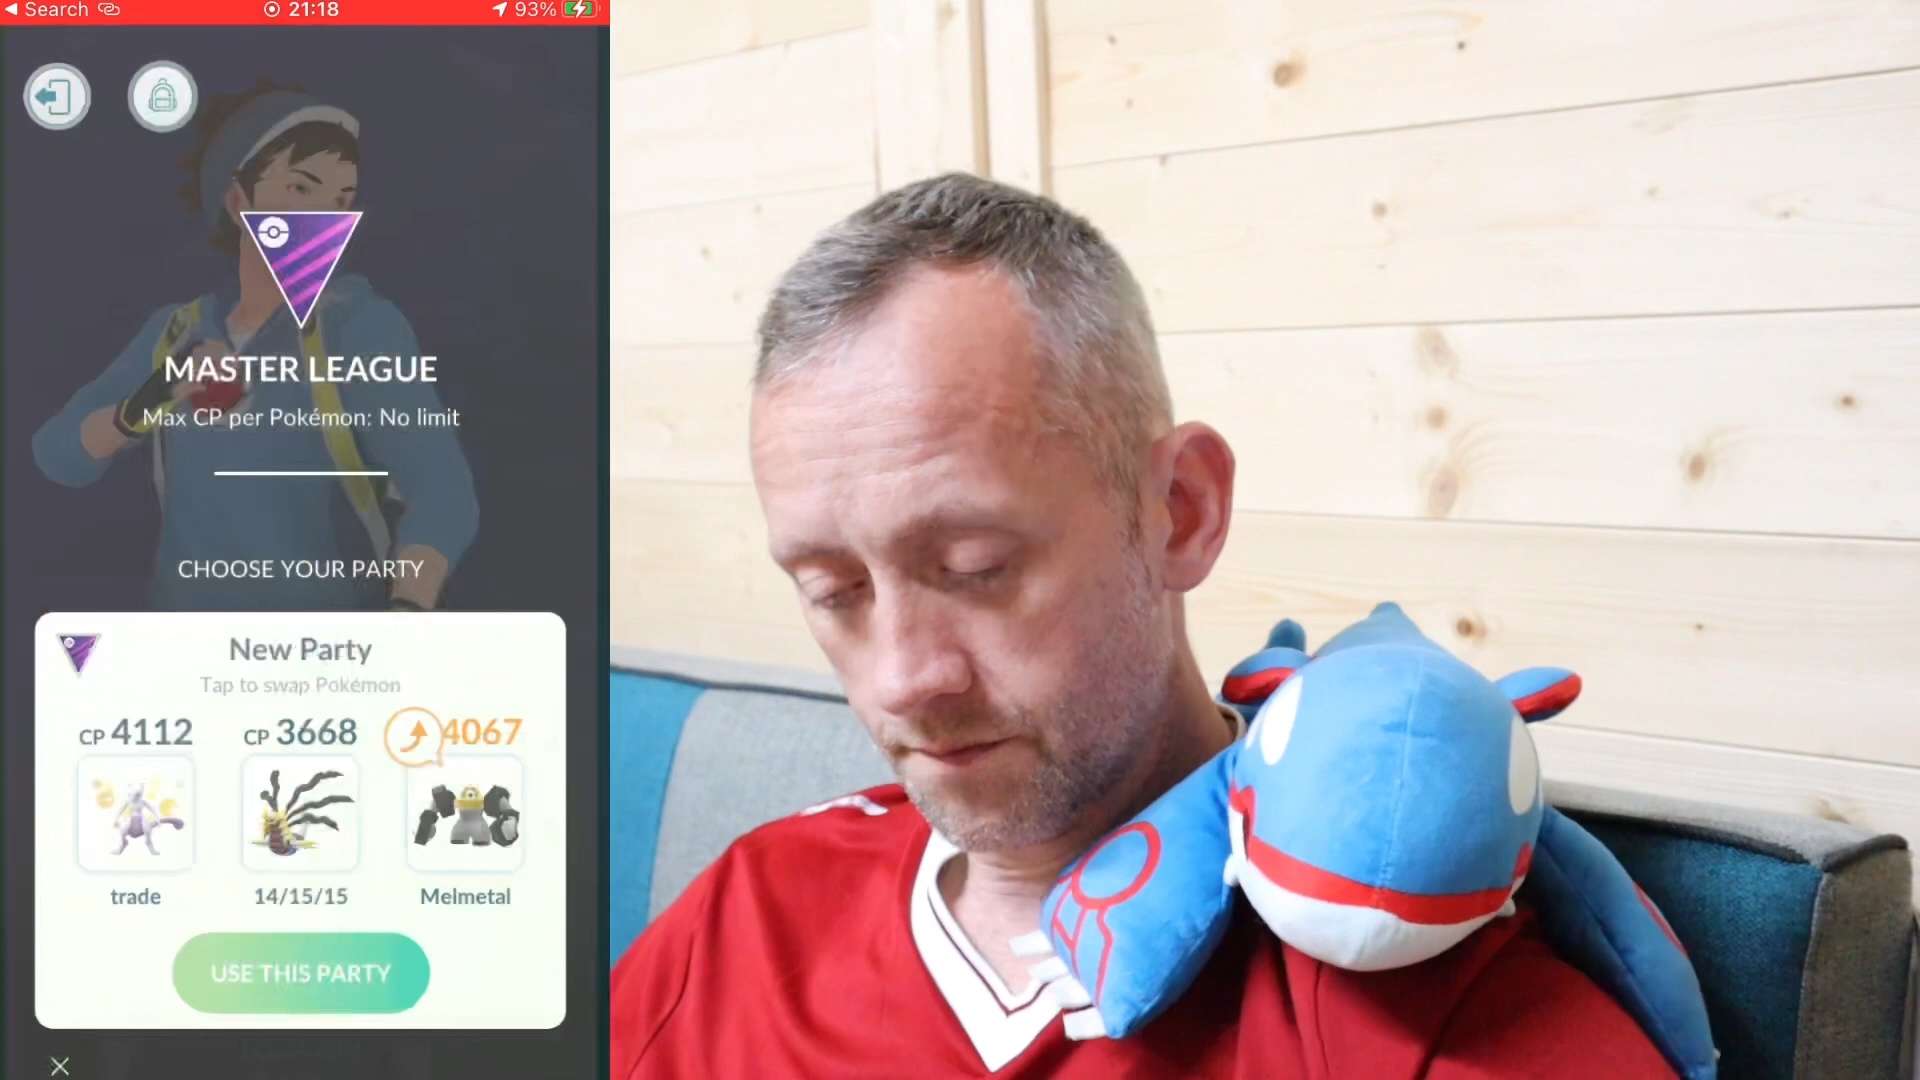 Search
21:18
93%
MASTER LEAGUE
Max CP per Pokémon: No limit
CHOOSE YOUR PARTY
New Party
Tap to swap Pokémon
CP 4112
CP 3668
4067
trade
14/15/15
Melmetal
USE THIS PARTY